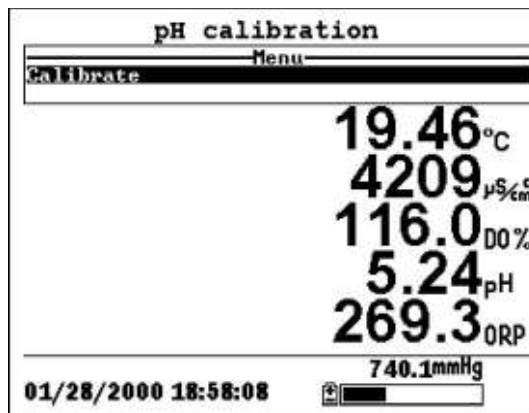 pH calibration
Menu
Calibrate
19.46°C
4209µS/cm
116.0DO%
5.24pH
269.3ORP
740.1mmHg
01/28/2000 18:58:08